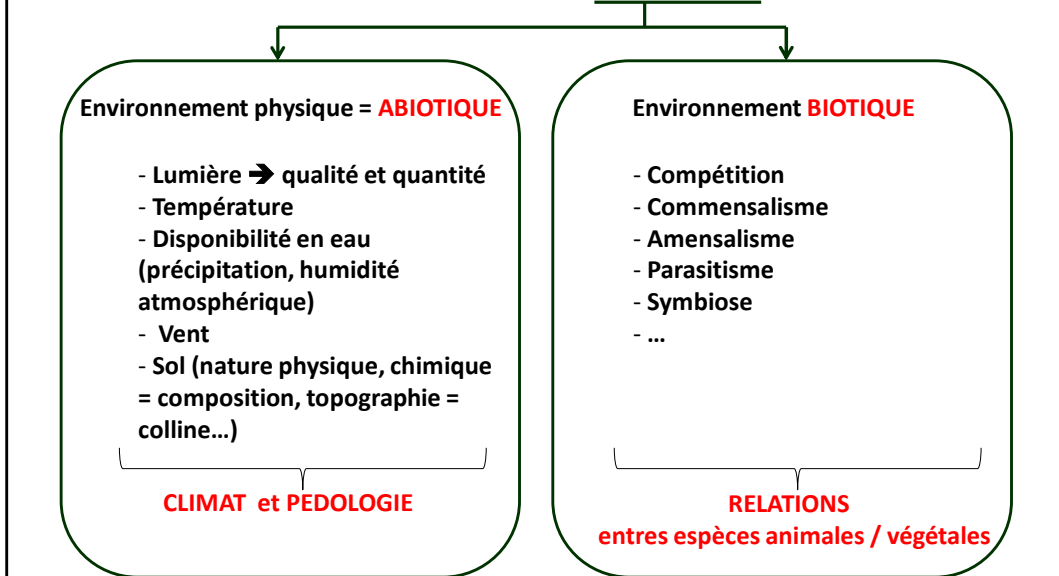 Environnement physique = ABIOTIQUE
- Lumière ➔ qualité et quantité
- Température
- Disponibilité en eau
(précipitation, humidité
atmosphérique)
- Vent
- Sol (nature physique, chimique
= composition, topographie =
colline…)
CLIMAT et PEDOLOGIE
Environnement BIOTIQUE
- Compétition
- Commensalisme
- Amensalisme
- Parasitisme
- Symbiose
- …
RELATIONS
entres espèces animales / végétales